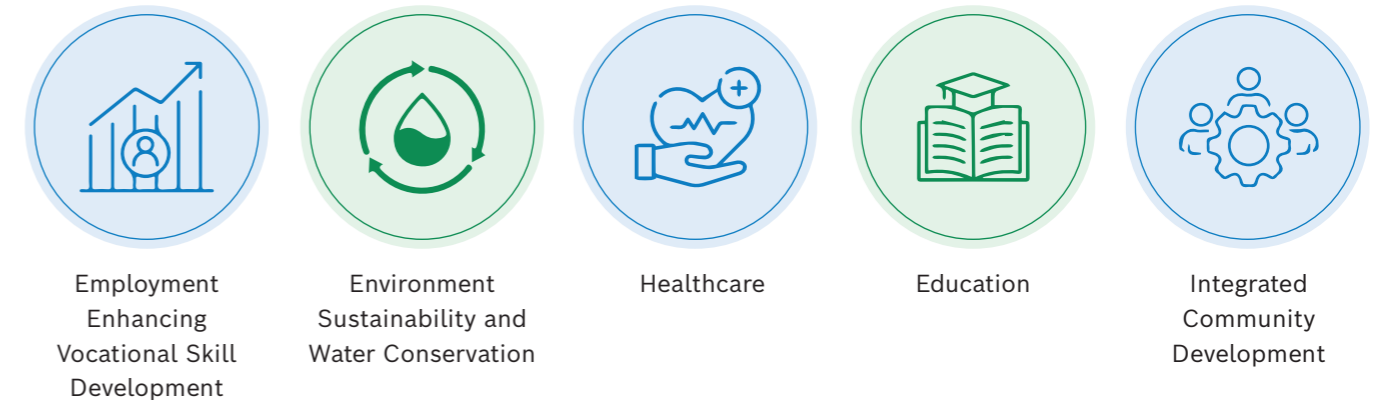 Employment
Enhancing
Vocational Skill
Development
Environment
Sustainability and
Water Conservation
Healthcare
Education
Integrated
Community
Development